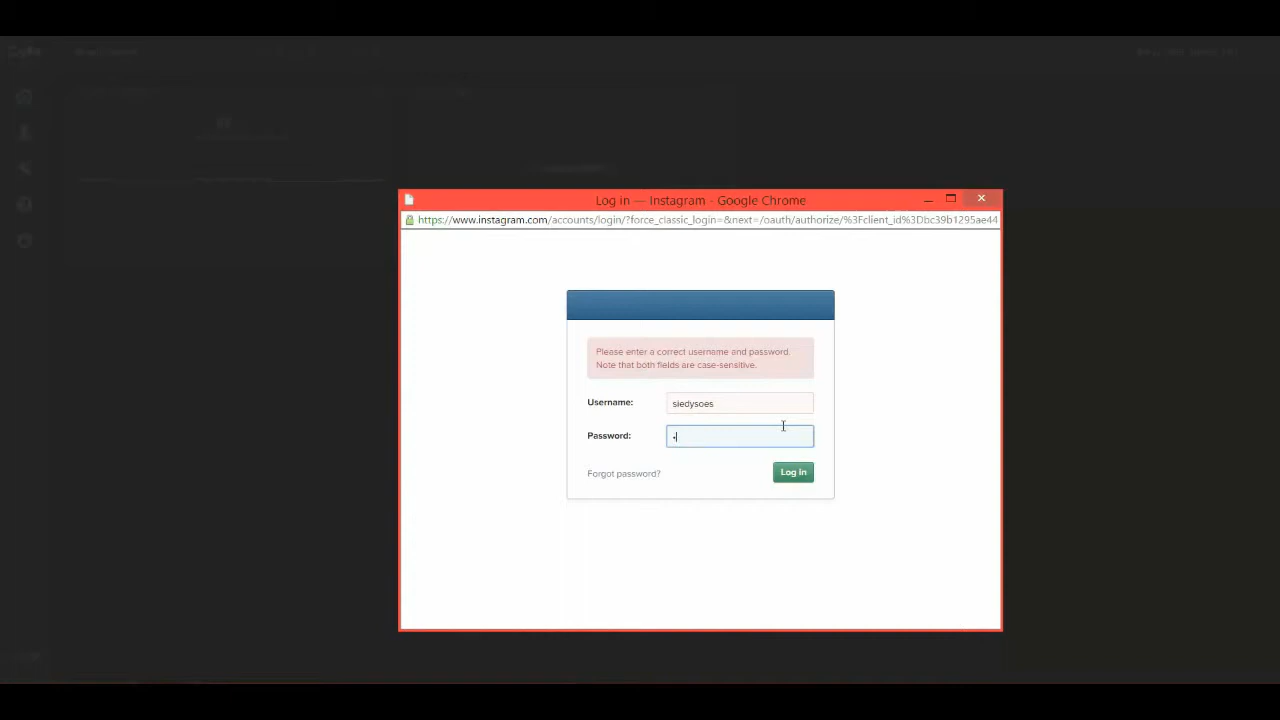 Log in — Instagram - Google Chrome
https://www.instagram.com/accounts/login/?force_classic_login=&next=/oauth/authorize/%3Fclient_id%3Dbc39b1295ae44
Please enter a correct username and password.
Note that both fields are case-sensitive.
Username: siedysoes
Password:
Forgot password? Log in